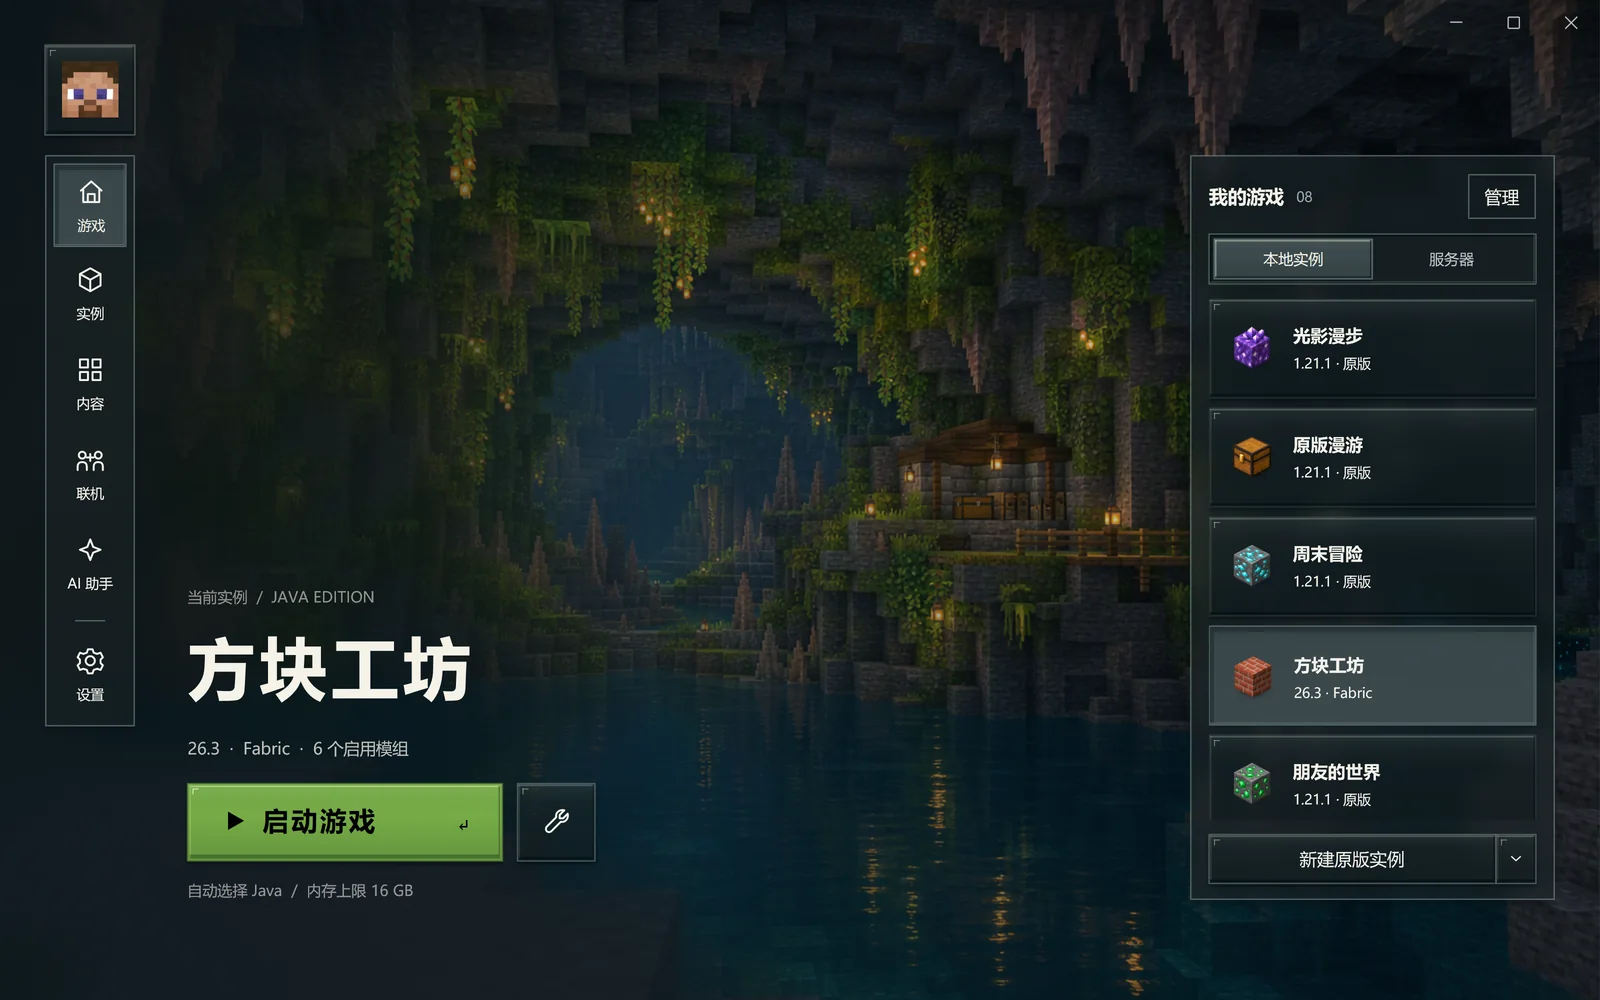 游戏
实例
内容
联机
AI 助手
设置
当前实例 / JAVA EDITION
方块工坊
26.3 · Fabric · 6 个启用模组
启动游戏
自动选择 Java / 内存上限 16 GB
我的游戏 08
管理
本地实例
服务器
光影漫步
1.21.1 · 原版
原版漫游
1.21.1 · 原版
周末冒险
1.21.1 · 原版
方块工坊
26.3 · Fabric
朋友的世界
1.21.1 · 原版
新建原版实例